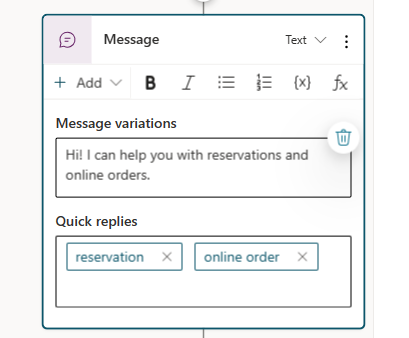 Message Text
+ Add B I {x} fx
Message variations
Hi! I can help you with reservations and
online orders.
Quick replies
reservation × online order ×